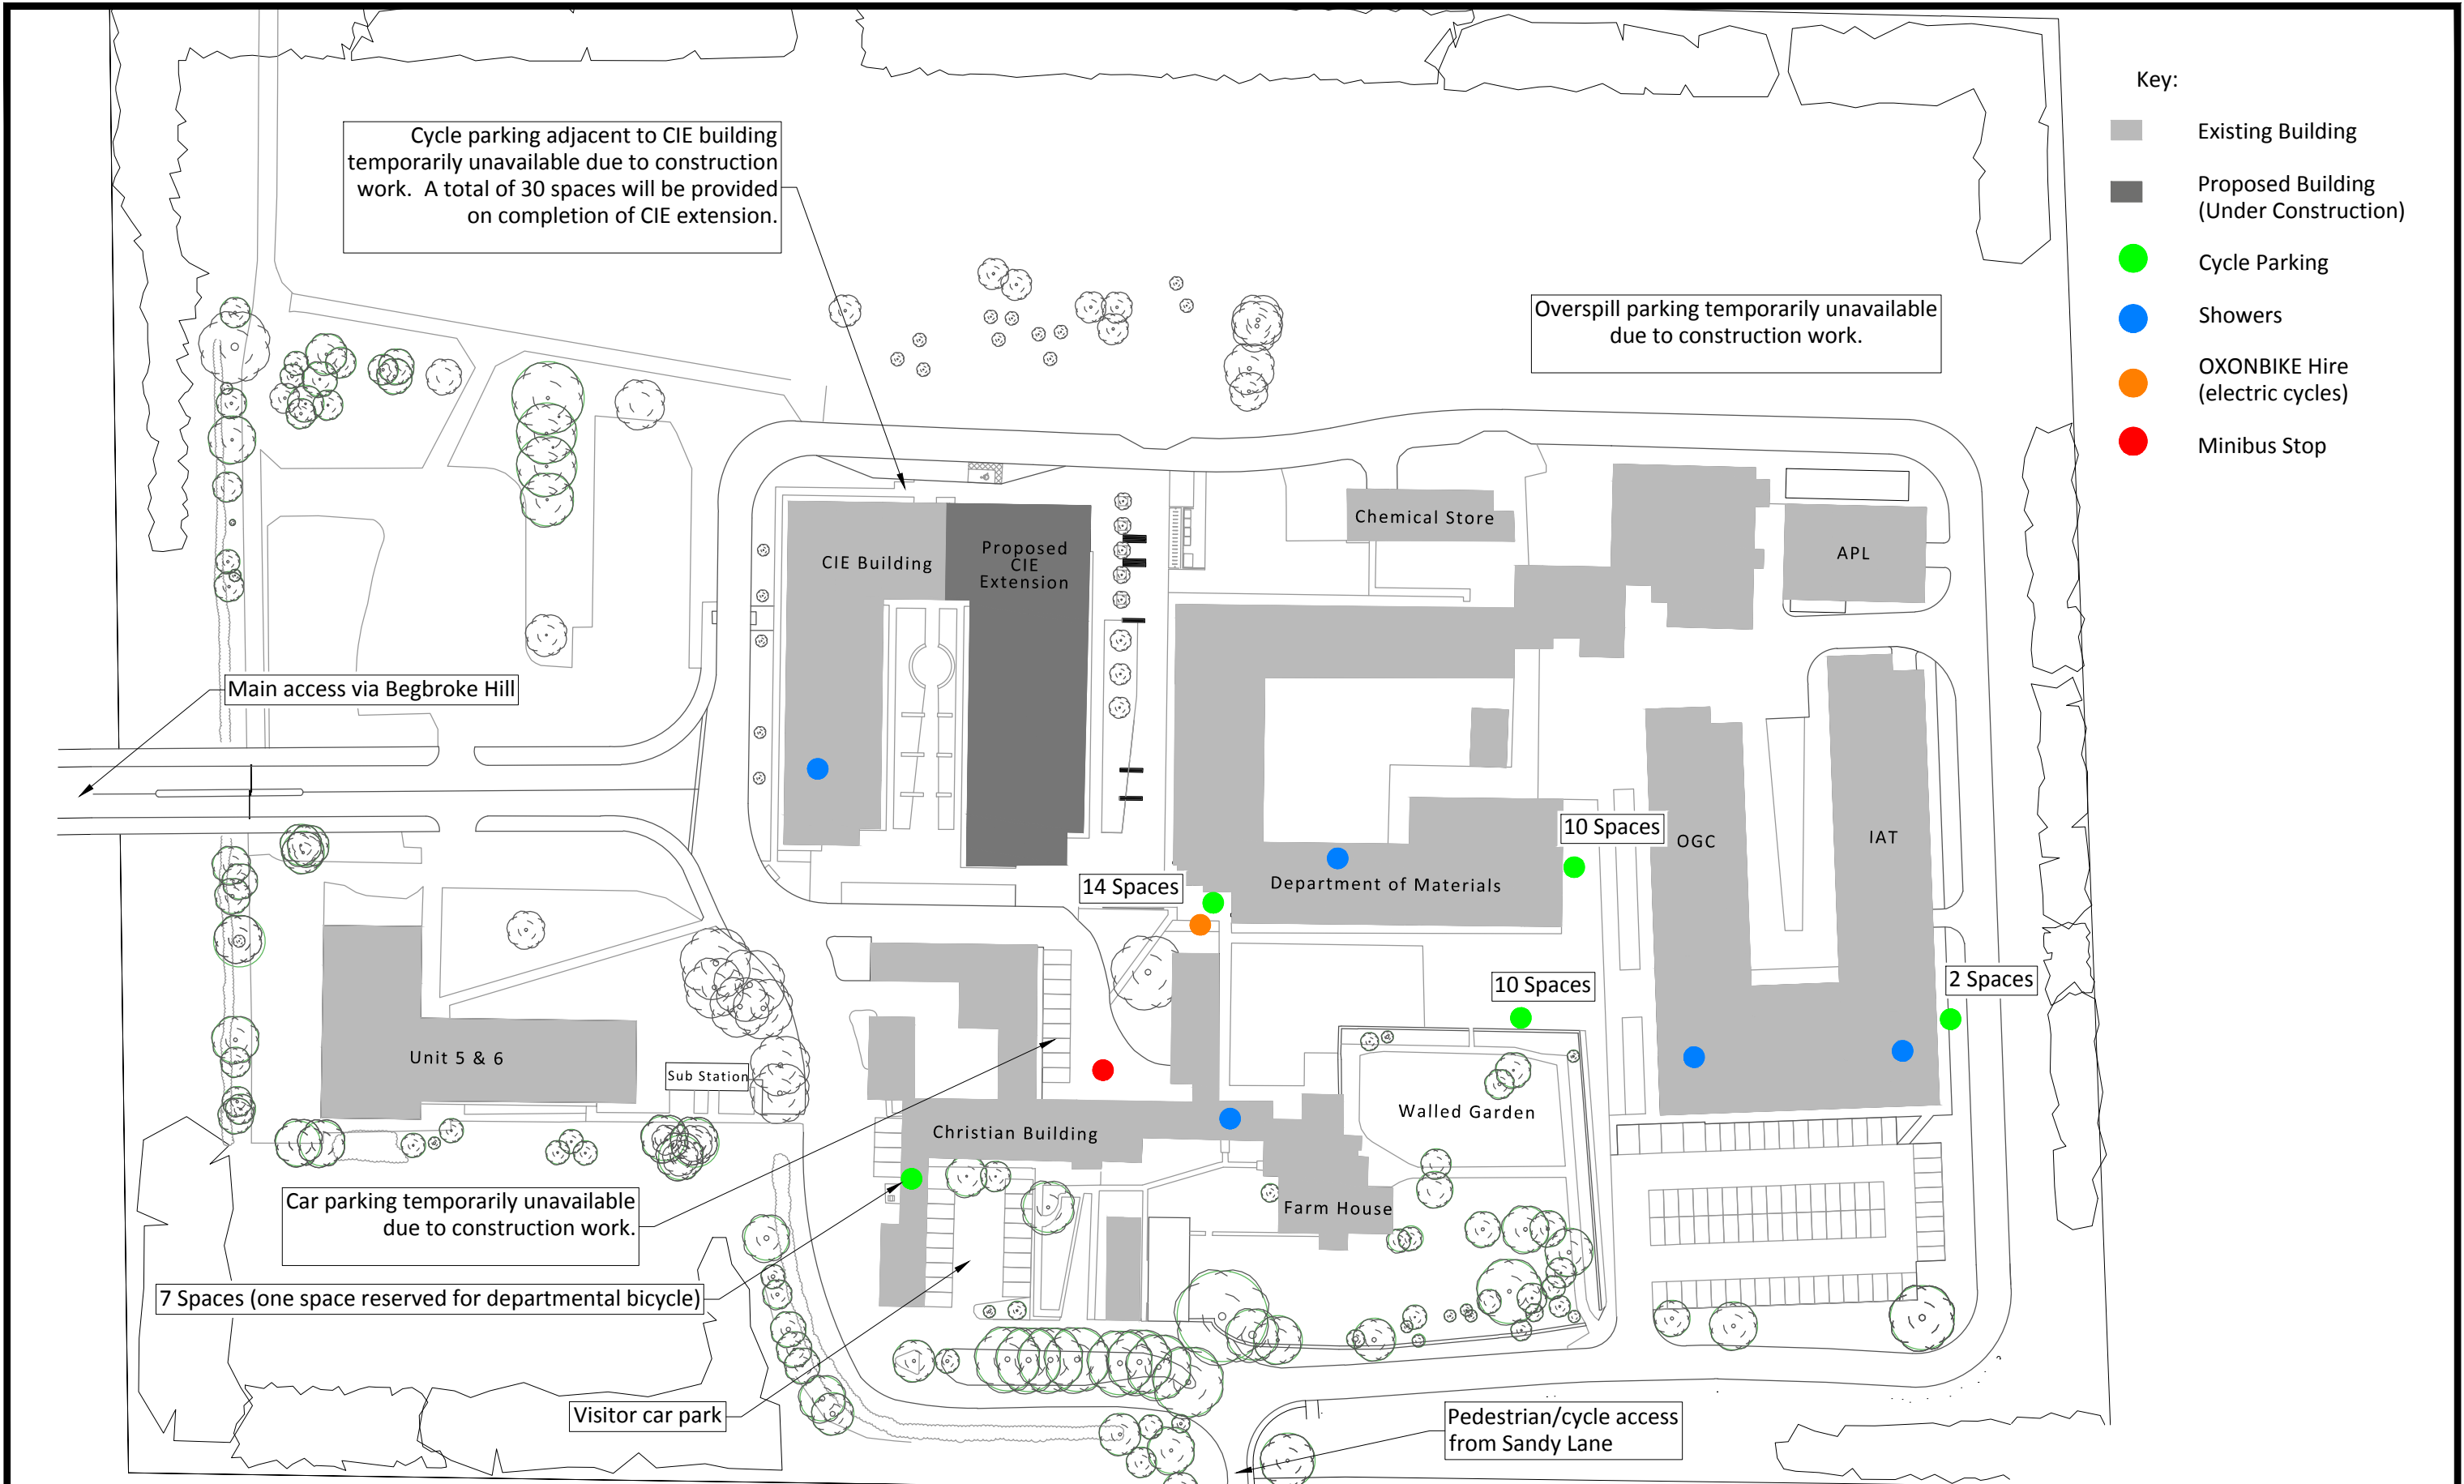 Key:
Existing Building
Proposed Building
(Under Construction)
Cycle Parking
Showers
OXONBIKE Hire
(electric cycles)
Minibus Stop
Cycle parking adjacent to CIE building
temporarily unavailable due to construction
work. A total of 30 spaces will be provided
on completion of CIE extension.
Overspill parking temporarily unavailable
due to construction work.
Chemical Store
APL
CIE Building
Proposed
CIE
Extension
Main access via Begbroke Hill
10 Spaces
OGC
IAT
14 Spaces
Department of Materials
10 Spaces
2 Spaces
Unit 5 & 6
Sub Station
Walled Garden
Christian Building
Car parking temporarily unavailable
due to construction work.
Farm House
7 Spaces (one space reserved for departmental bicycle)
Visitor car park
Pedestrian/cycle access
from Sandy Lane